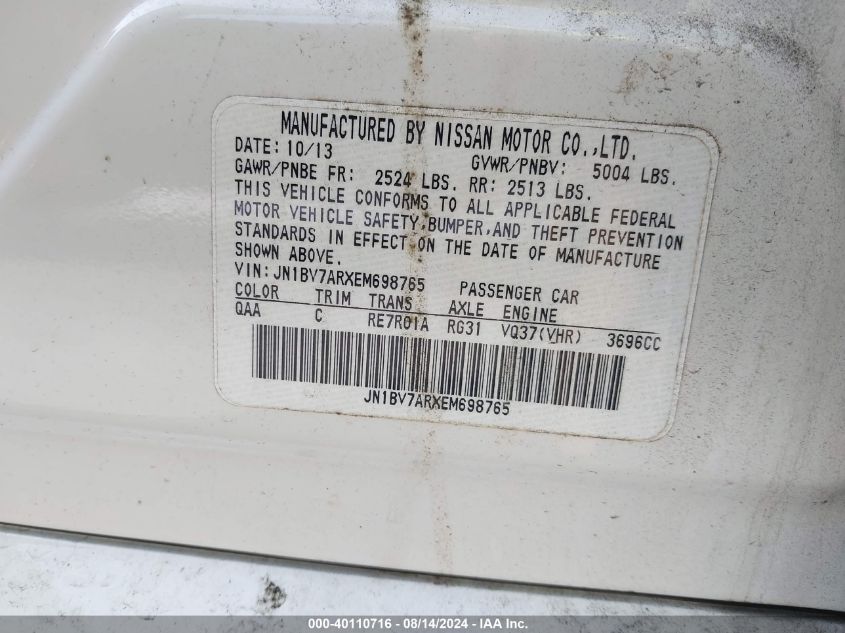 MANUFACTURED BY NISSAN MOTOR CO.,LTD.
DATE: 10/13 GVWR/PNBV: 5004 LBS.
GAWR/PNBE FR: 2524 LBS. RR: 2513 LBS.
THIS VEHICLE CONFORMS TO ALL APPLICABLE FEDERAL
MOTOR VEHICLE SAFETY,BUMPER,AND THEFT PREVENTION
STANDARDS IN EFFECT ON THE DATE OF MANUFACTURE
SHOWN ABOVE.
VIN: JN1BV7ARXEM698765 PASSENGER CAR
COLOR TRIM TRANS AXLE ENGINE
QAA C RE7R01A RG31 VQ37(VHR) 3696CC
JN1BV7ARXEM698765
000-40110716 - 08/14/2024 - IAA Inc.